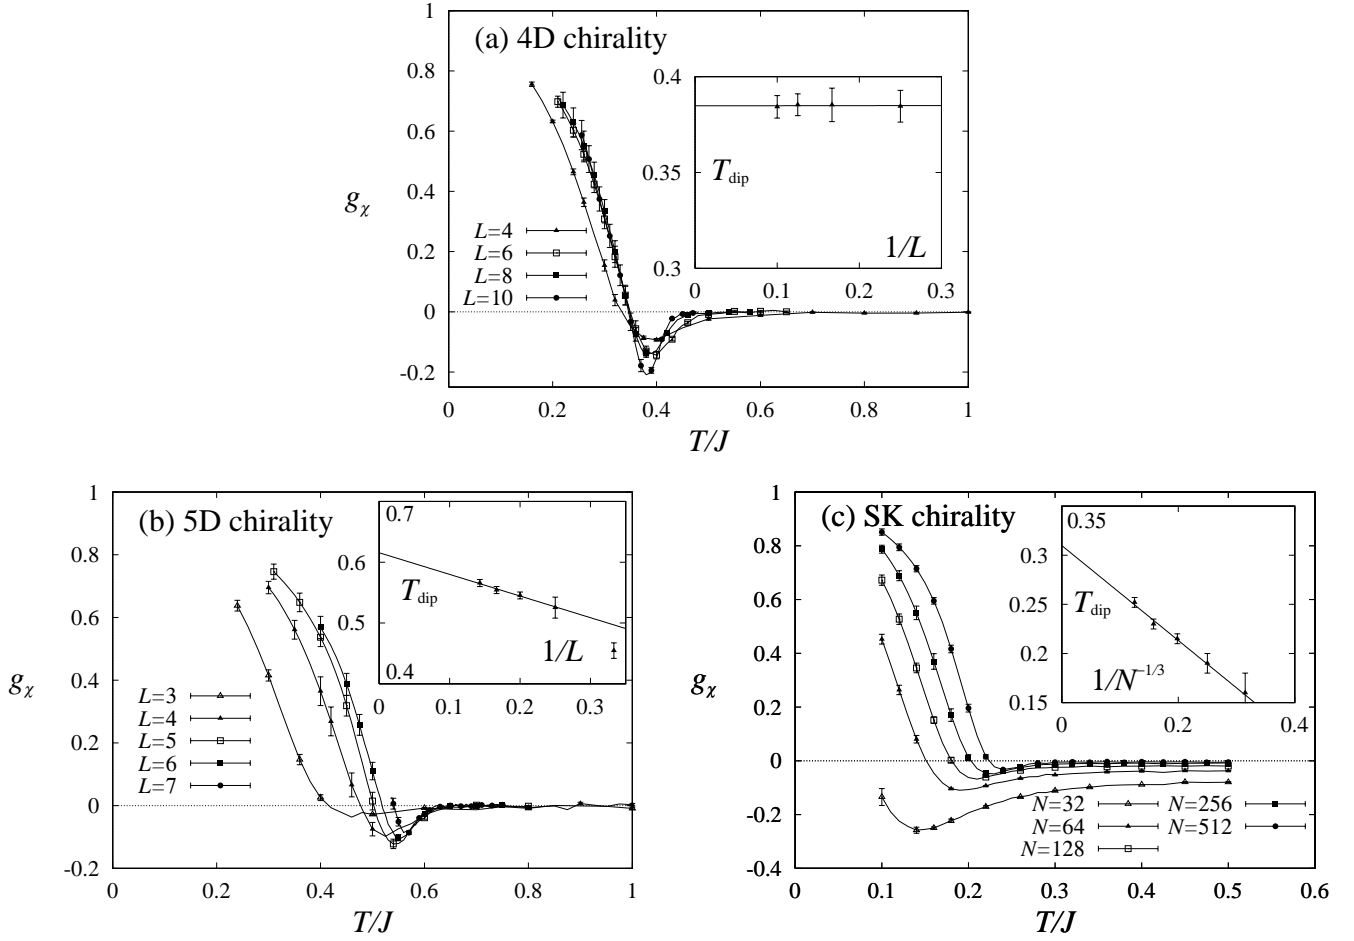 (a) 4D chirality
1
0.8
0.6
0.4
0.2
0
-0.2
gχ
L=4
L=6
L=8
L=10
0 0.2 0.4 0.6 0.8 1
T/J
0.4
0.35
0.3
Tdip
1/L
0 0.1 0.2 0.3
(b) 5D chirality
1
0.8
0.6
0.4
0.2
0
-0.2
gχ
L=3
L=4
L=5
L=6
L=7
0 0.2 0.4 0.6 0.8 1
T/J
0.7
0.6
0.5
0.4
Tdip
1/L
0 0.1 0.2 0.3
(c) SK chirality
1
0.8
0.6
0.4
0.2
0
-0.2
-0.4
gχ
N=32 N=256
N=64 N=512
N=128
0 0.1 0.2 0.3 0.4 0.5 0.6
T/J
0.35
0.3
0.25
0.2
0.15
Tdip
1/N^-1/3
0 0.2 0.4